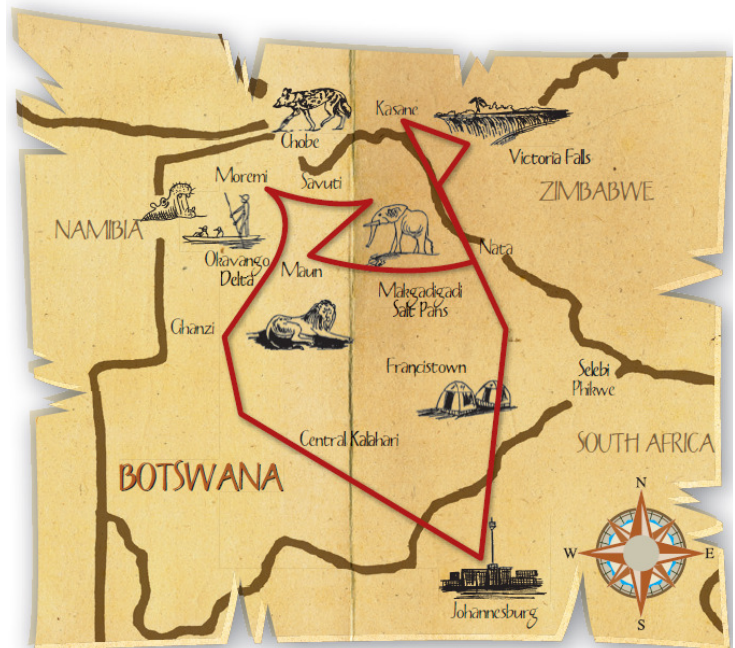 Kasane
Chobe
Victoria Falls
Moremi
Savuti
ZIMBABWE
NAMIBIA
Okavango
Delta
Maun
Nata
Makgadigadi
Salt Pans
Ghanzi
Francistown
Selebi
Phikwe
Central Kalahari
SOUTH AFRICA
BOTSWANA
N
W
E
S
Johannesburg